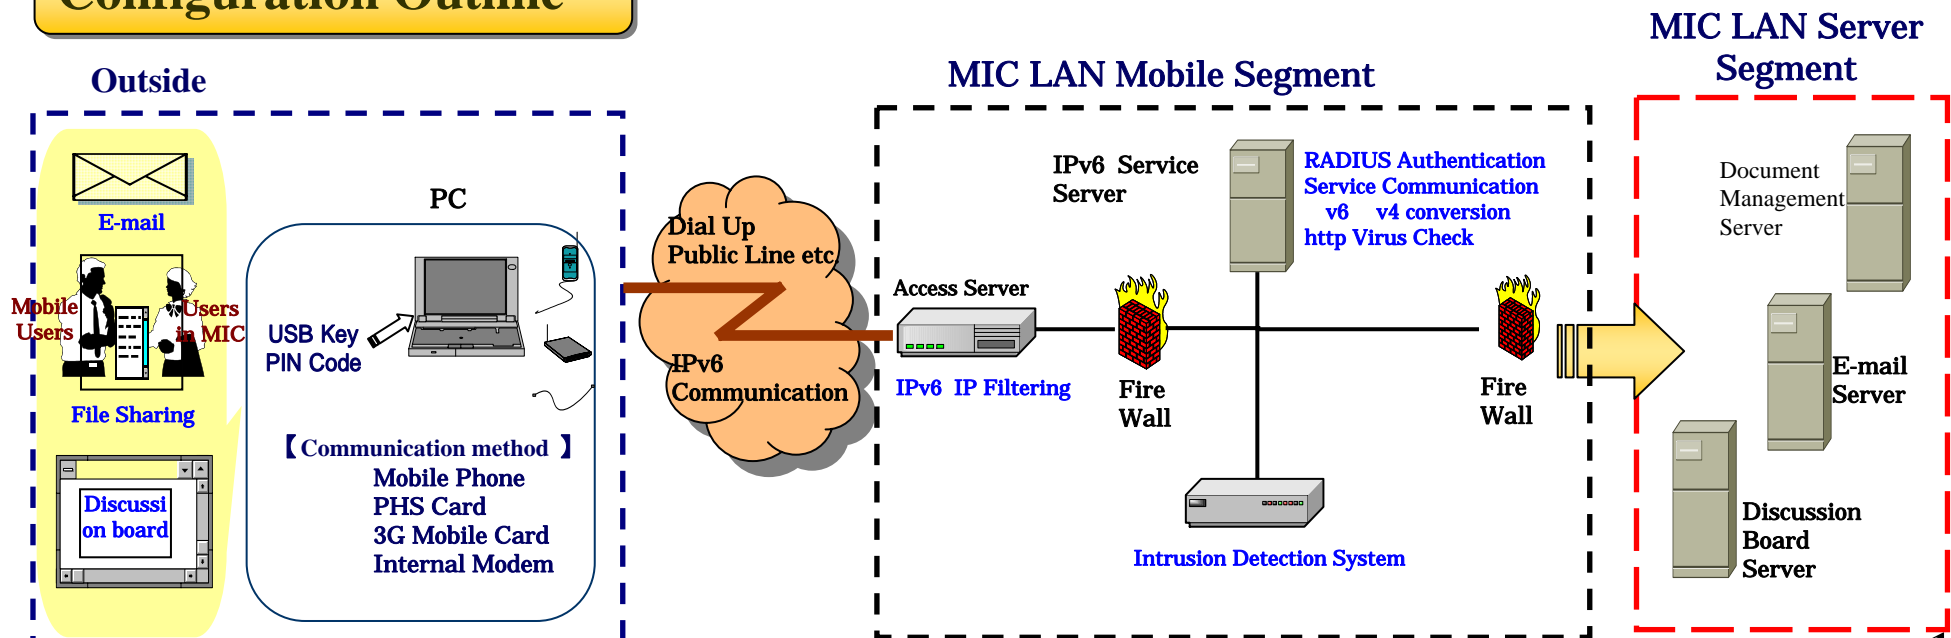 Configuration Outline
Outside
E-mail
Mobile
Users
Users
in MIC
File Sharing
Discussi
on board
PC
USB Key
PIN Code
【Communication method 】
Mobile Phone
PHS Card
3G Mobile Card
Internal Modem
Dial Up
Public Line etc.
IPv6
Communication
MIC LAN Mobile Segment
IPv6 Service
Server
RADIUS Authentication
Service Communication
v6 v4 conversion
http Virus Check
Access Server
IPv6 IP Filtering
Fire
Wall
Fire
Wall
Intrusion Detection System
MIC LAN Server
Segment
Document
Management
Server
E-mail
Server
Discussion
Board
Server